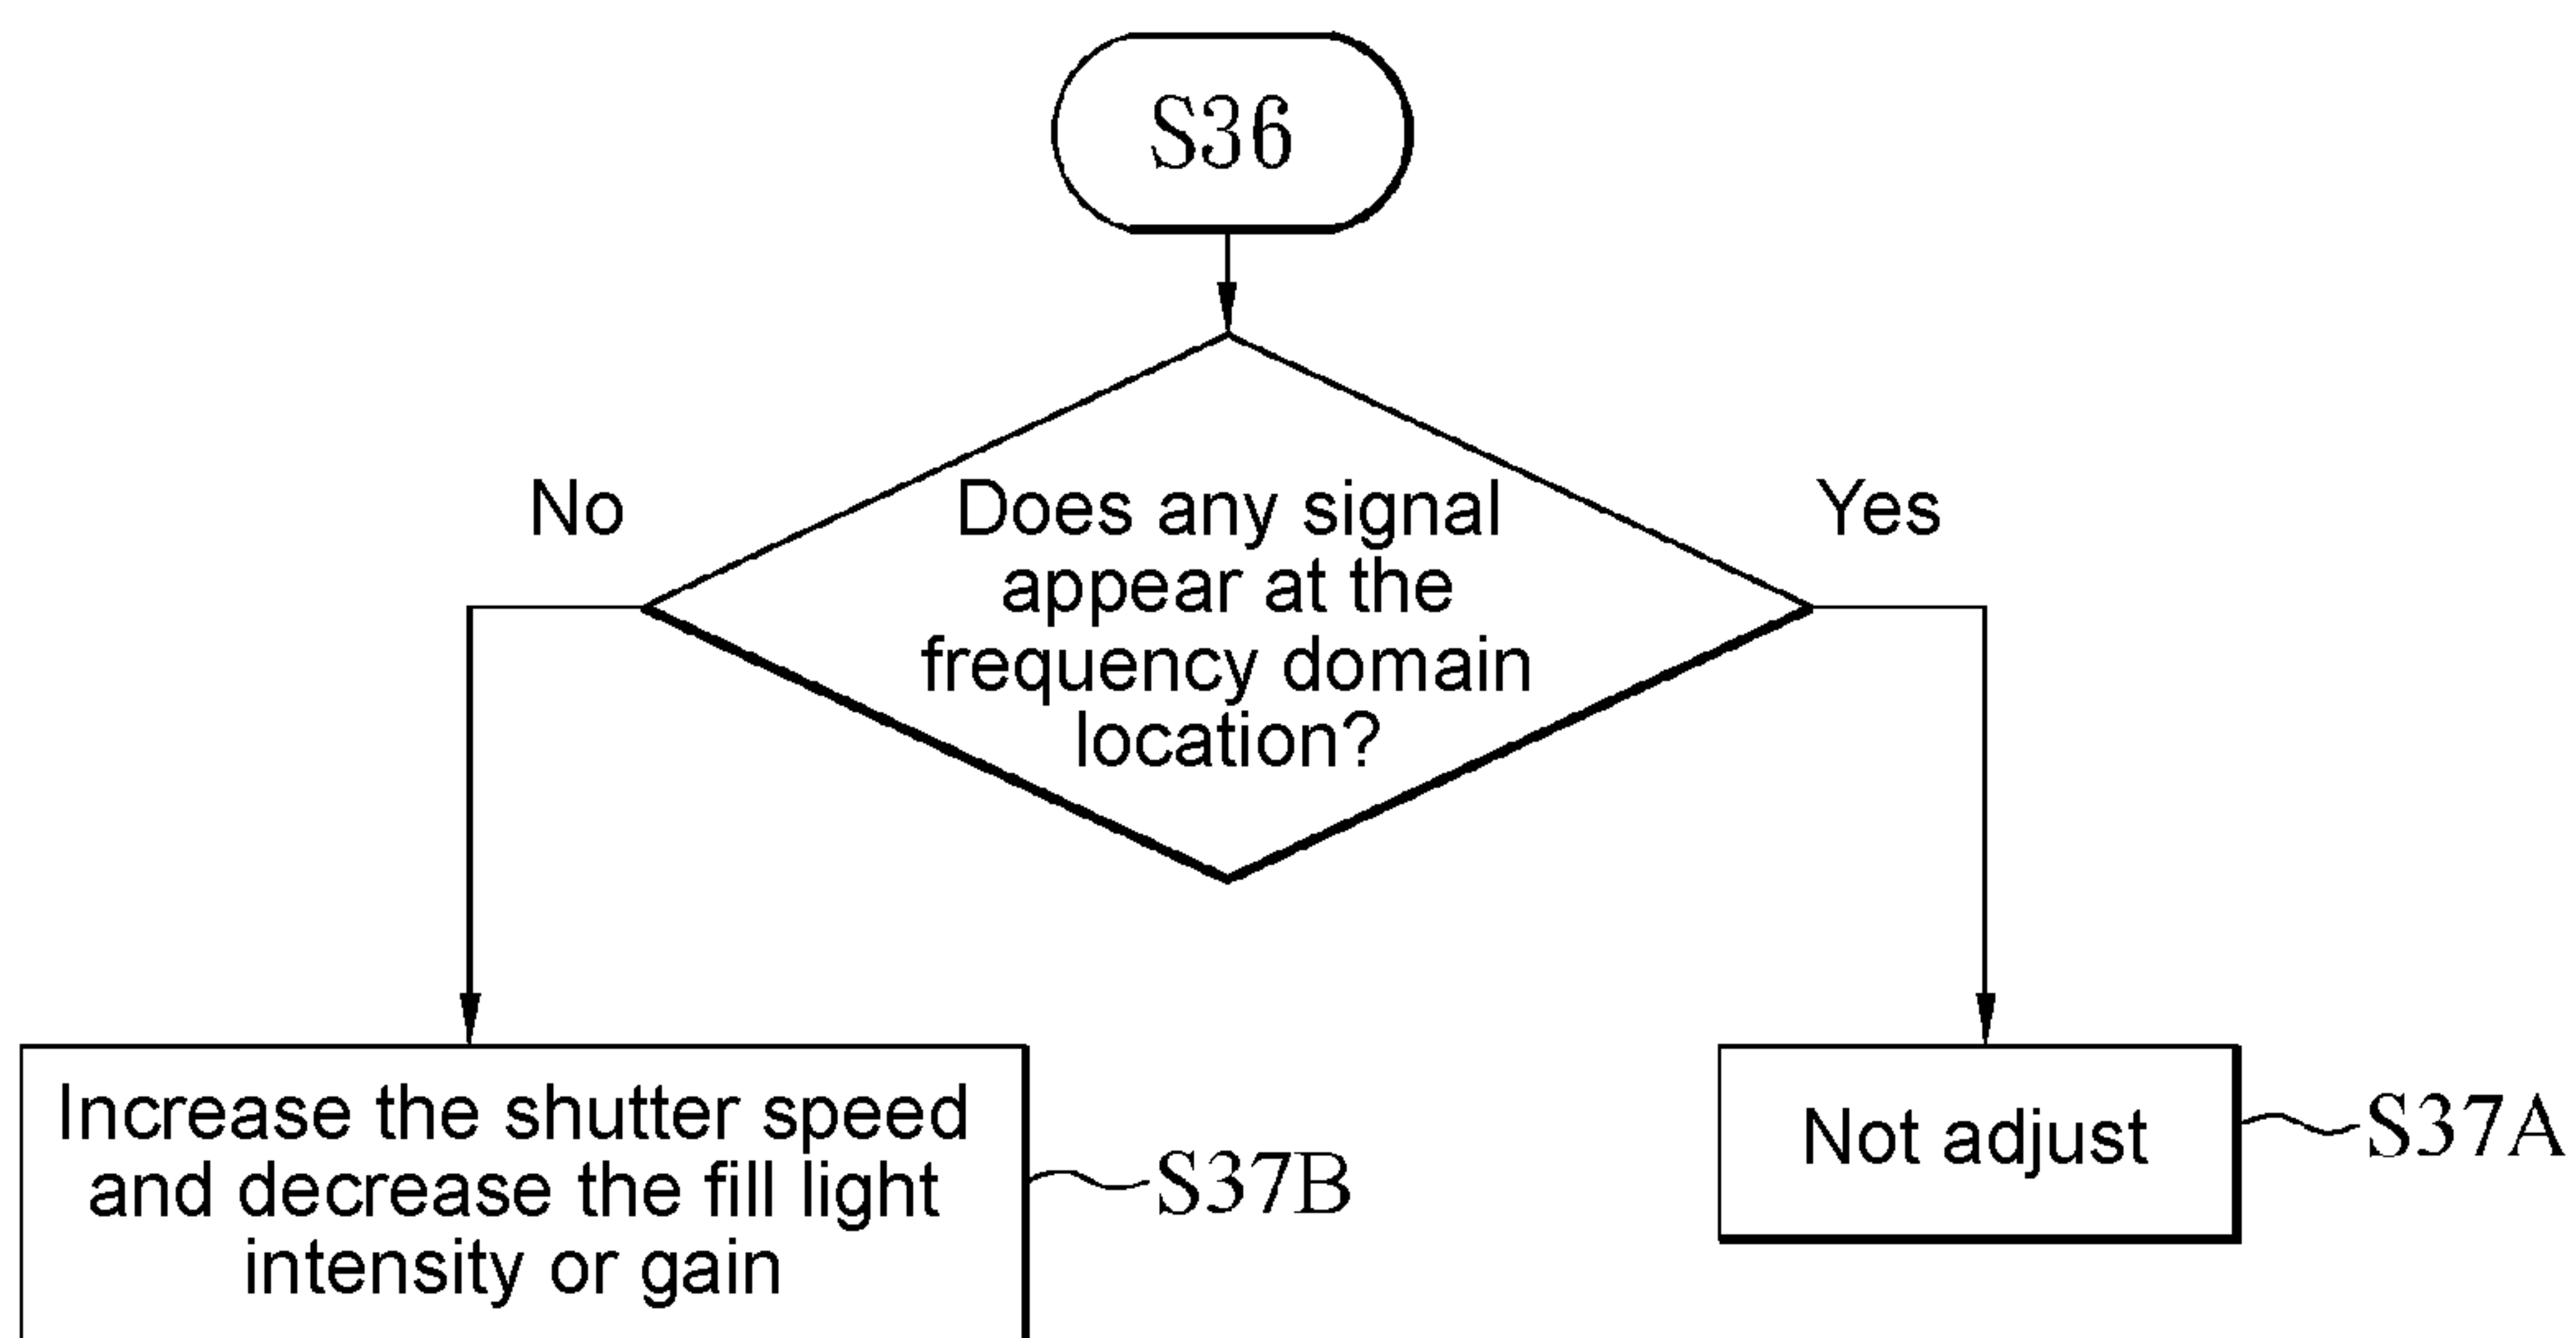 S36
No
Does any signal
appear at the
frequency domain
location?
Yes
Increase the shutter speed
and decrease the fill light
intensity or gain
S37B
Not adjust
S37A